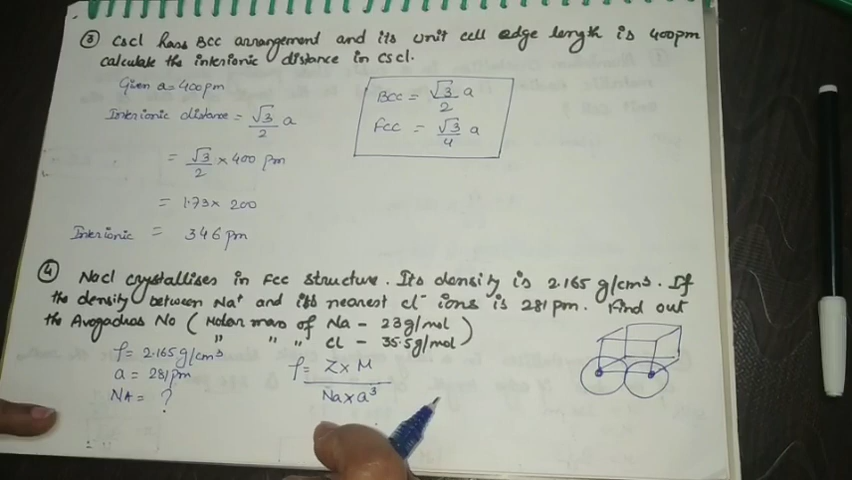 ③ CsCl has BCC arrangement and its unit cell edge length is 400pm
calculate the interionic distance in CsCl.
Given a = 400pm
Interionic distance = √3/2 a
= √3/2 × 400 pm
= 1.73 × 200
Interionic = 346 pm
BCC = √3/2 a
FCC = √3/4 a
④ NaCl crystallises in FCC structure. Its density is 2.165 g/cm³. If
the density between Na⁺ and its nearest Cl⁻ ions is 281 pm. Find out
the Avogadros No (Molar mass of Na - 23g/mol)
" " " Cl - 35.5g/mol)
ρ = 2.165 g/cm³
a = 281pm
NA = ?
ρ = Z × M / Na × a³